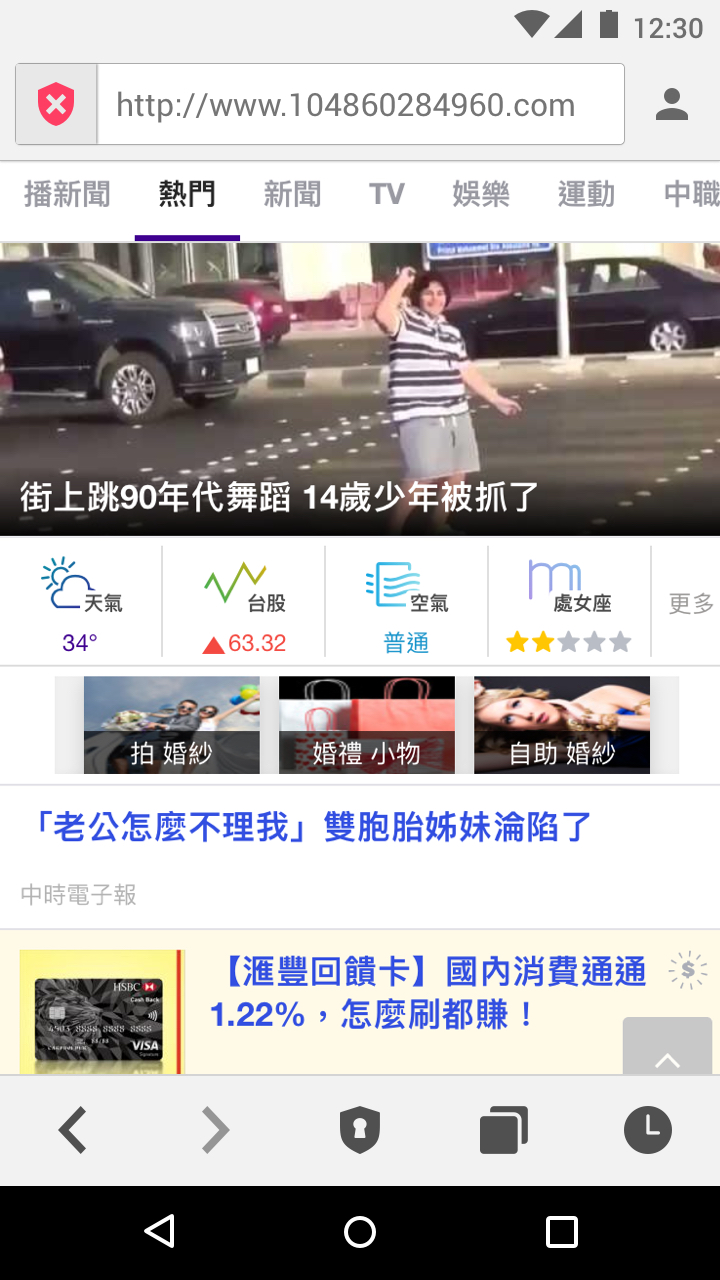 12:30
http://www.104860284960.com
播新聞 熱門 新聞 TV 娛樂 運動 中職
街上跳90年代舞蹈 14歲少年被抓了
天氣 台股 空氣 處女座 更多
34° 63.32 普通
拍 婚紗 婚禮 小物 自助 婚紗
「老公怎麼不理我」雙胞胎姊妹淪陷了
中時電子報
【滙豐回饋卡】國內消費通通
1.22%，怎麼刷都賺！
HSBC
Cash Back
VISA
Signature